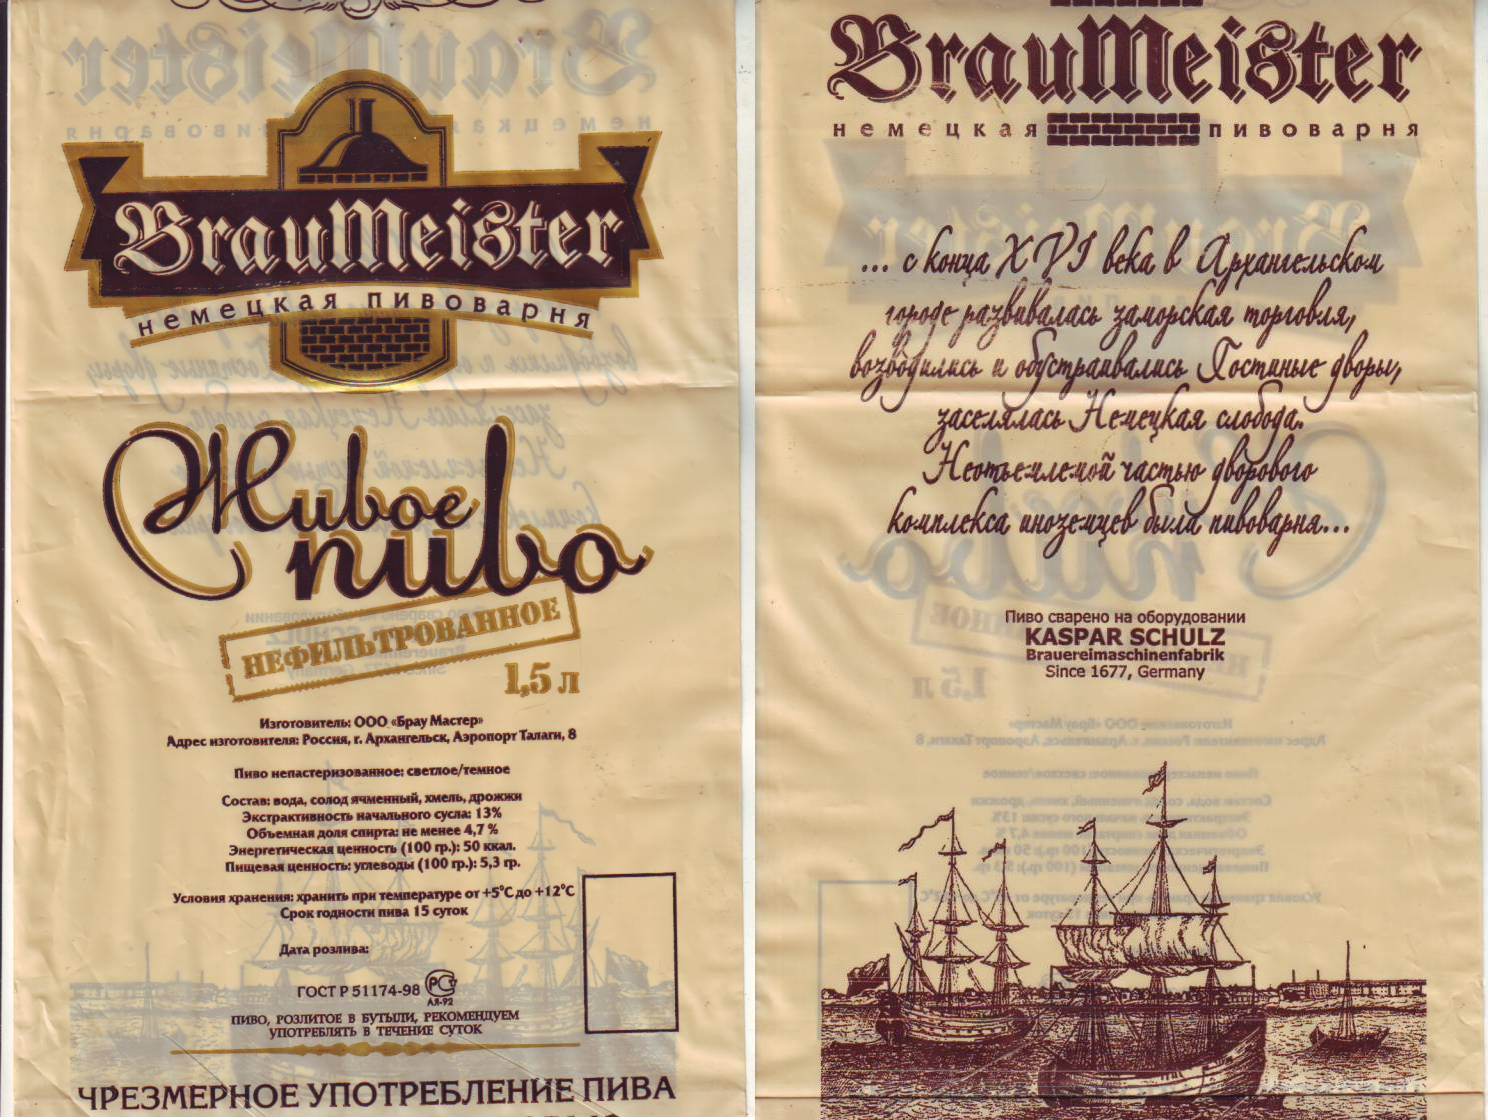 BrauMeister
немецкая пивоварня
Живое
пиво
НЕФИЛЬТРОВАННОЕ
1,5 л
Изготовитель: ООО «Брау Мастер»
Адрес изготовителя: Россия, г. Архангельск, Аэропорт Талаги, 8
Пиво непастеризованное: светлое/темное
Состав: вода, солод ячменный, хмель, дрожжи
Экстрактивность начального сусла: 13%
Объемная доля спирта: не менее 4,7 %
Энергетическая ценность (100 гр.): 50 ккал.
Пищевая ценность: углеводы (100 гр.): 5,3 гр.
Условия хранения: хранить при температуре от +5°С до +12°С
Срок годности пива 15 суток
Дата розлива:
ГОСТ Р 51174-98
АЯ-92
ПИВО, РОЗЛИТОЕ В БУТЫЛИ, РЕКОМЕНДУЕМ
УПОТРЕБЛЯТЬ В ТЕЧЕНИЕ СУТОК
ЧРЕЗМЕРНОЕ УПОТРЕБЛЕНИЕ ПИВА
BrauMeister
немецкая пивоварня
... с конца XVI века в Архангельском
городе развивалась заморская торговля,
возводились и обустраивались Гостиные дворы,
заселялась Немецкая слобода.
Неотъемлемой частью дворового
комплекса иноземцев была пивоварня...
Пиво сварено на оборудовании
KASPAR SCHULZ
Brauereimaschinenfabrik
Since 1677, Germany